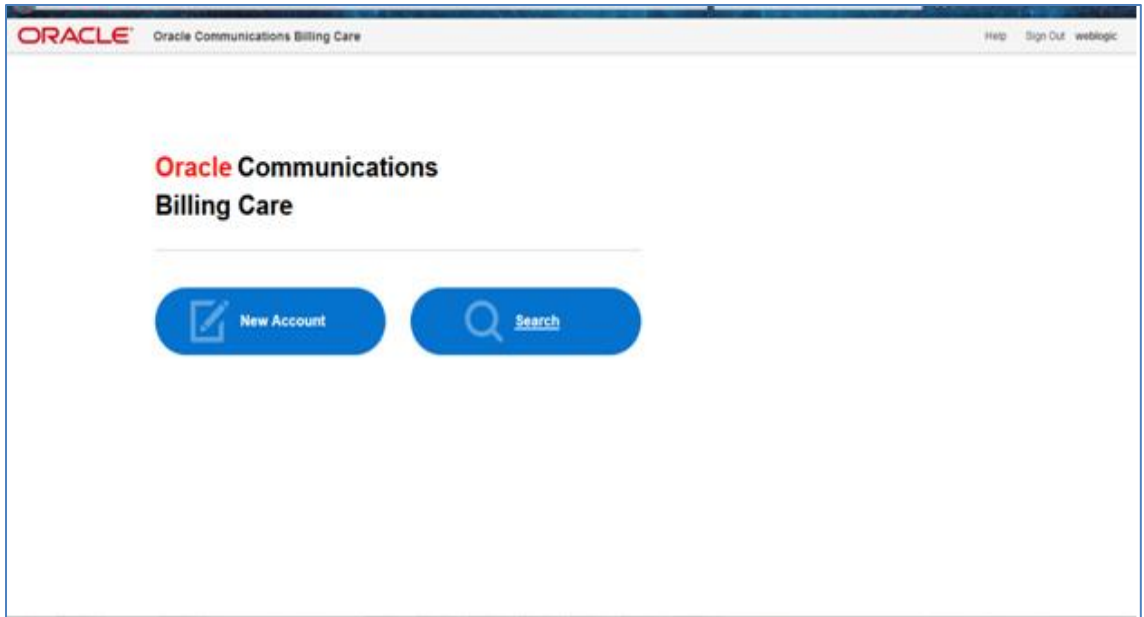 ORACLE Oracle Communications Billing Care Help Sign Out weblogic
Oracle Communications
Billing Care
New Account Search